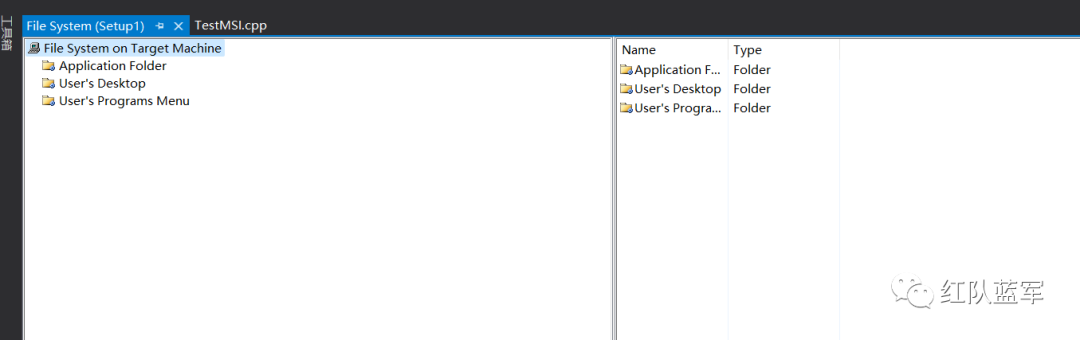 工具箱
File System (Setup1) TestMSI.cpp
File System on Target Machine
Application Folder
User's Desktop
User's Programs Menu
Name Type
Application F... Folder
User's Desktop Folder
User's Progra... Folder
红队蓝军